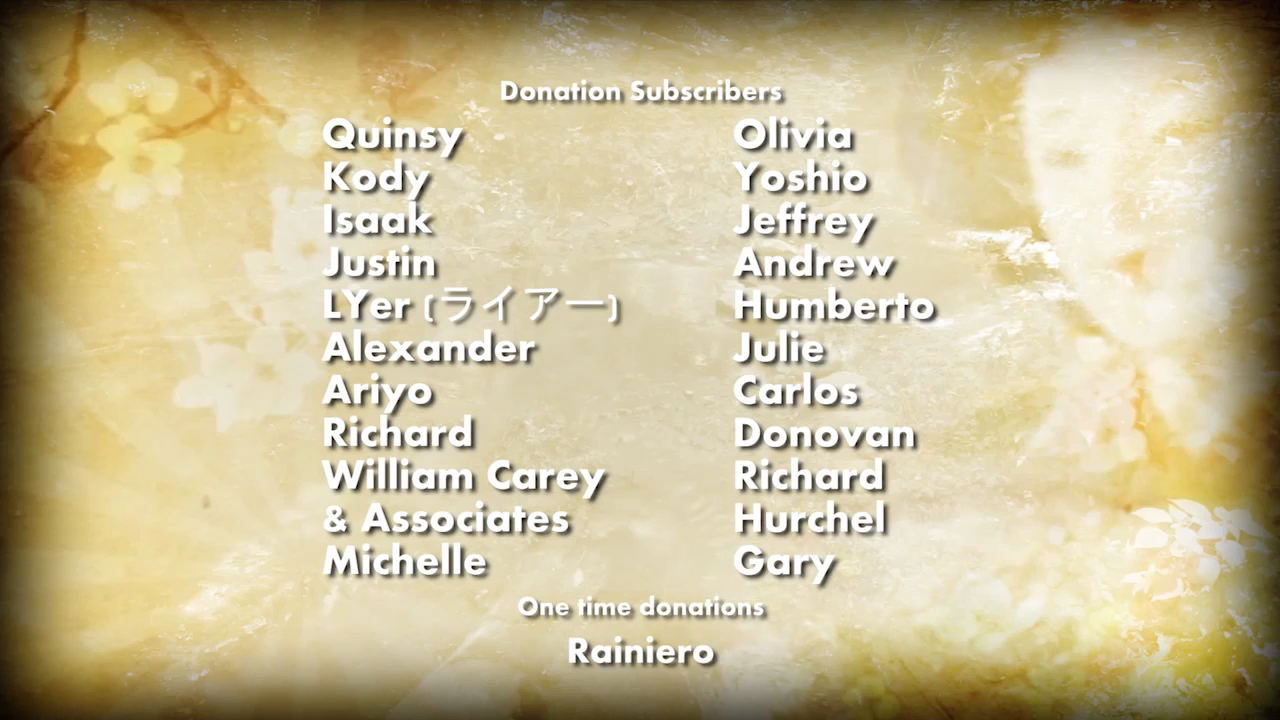 Donation Subscribers
Quinsy
Kody
Isaak
Justin
LYer (ライアー)
Alexander
Ariyo
Richard
William Carey
& Associates
Michelle
Olivia
Yoshio
Jeffrey
Andrew
Humberto
Julie
Carlos
Donovan
Richard
Hurchel
Gary
One time donations
Rainiero